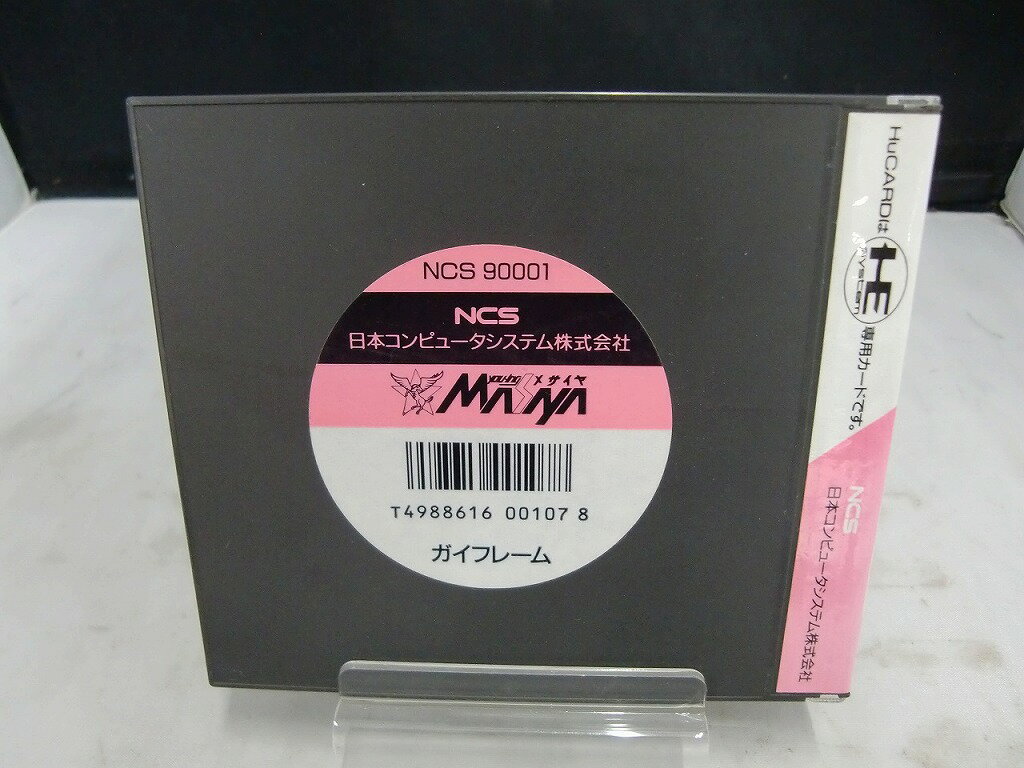 NCS 90001
NCS
日本コンピュータシステム株式会社
MASAYA メサイヤ
T4988616 00107 8
ガイフレーム
HuCARDは HE system 専用カードです。
NCS
日本コンピュータシステム株式会社